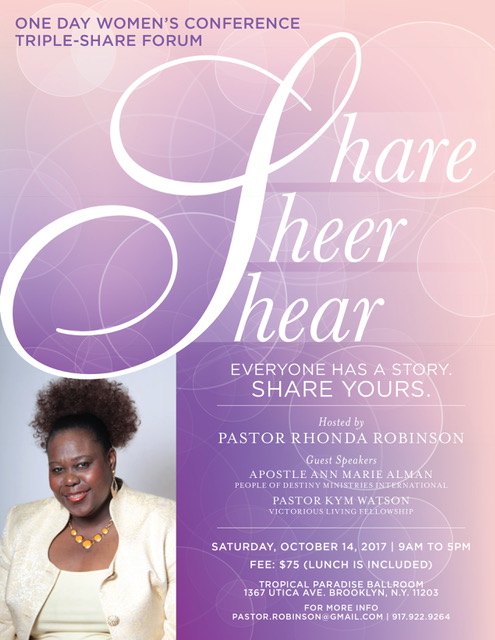 ONE DAY WOMEN'S CONFERENCE
TRIPLE-SHARE FORUM
Share
Sheer
Shear
EVERYONE HAS A STORY.
SHARE YOURS.
Hosted by
PASTOR RHONDA ROBINSON
Guest Speakers
APOSTLE ANN MARIE ALMAN
PEOPLE OF DESTINY MINISTRIES INTERNATIONAL
PASTOR KYM WATSON
VICTORIOUS LIVING FELLOWSHIP
SATURDAY, OCTOBER 14, 2017 | 9AM TO 5PM
FEE: $75 (LUNCH IS INCLUDED)
TROPICAL PARADISE BALLROOM
1367 UTICA AVE. BROOKLYN, N.Y. 11203
FOR MORE INFO
PASTOR.ROBINSON@GMAIL.COM | 917.922.9264